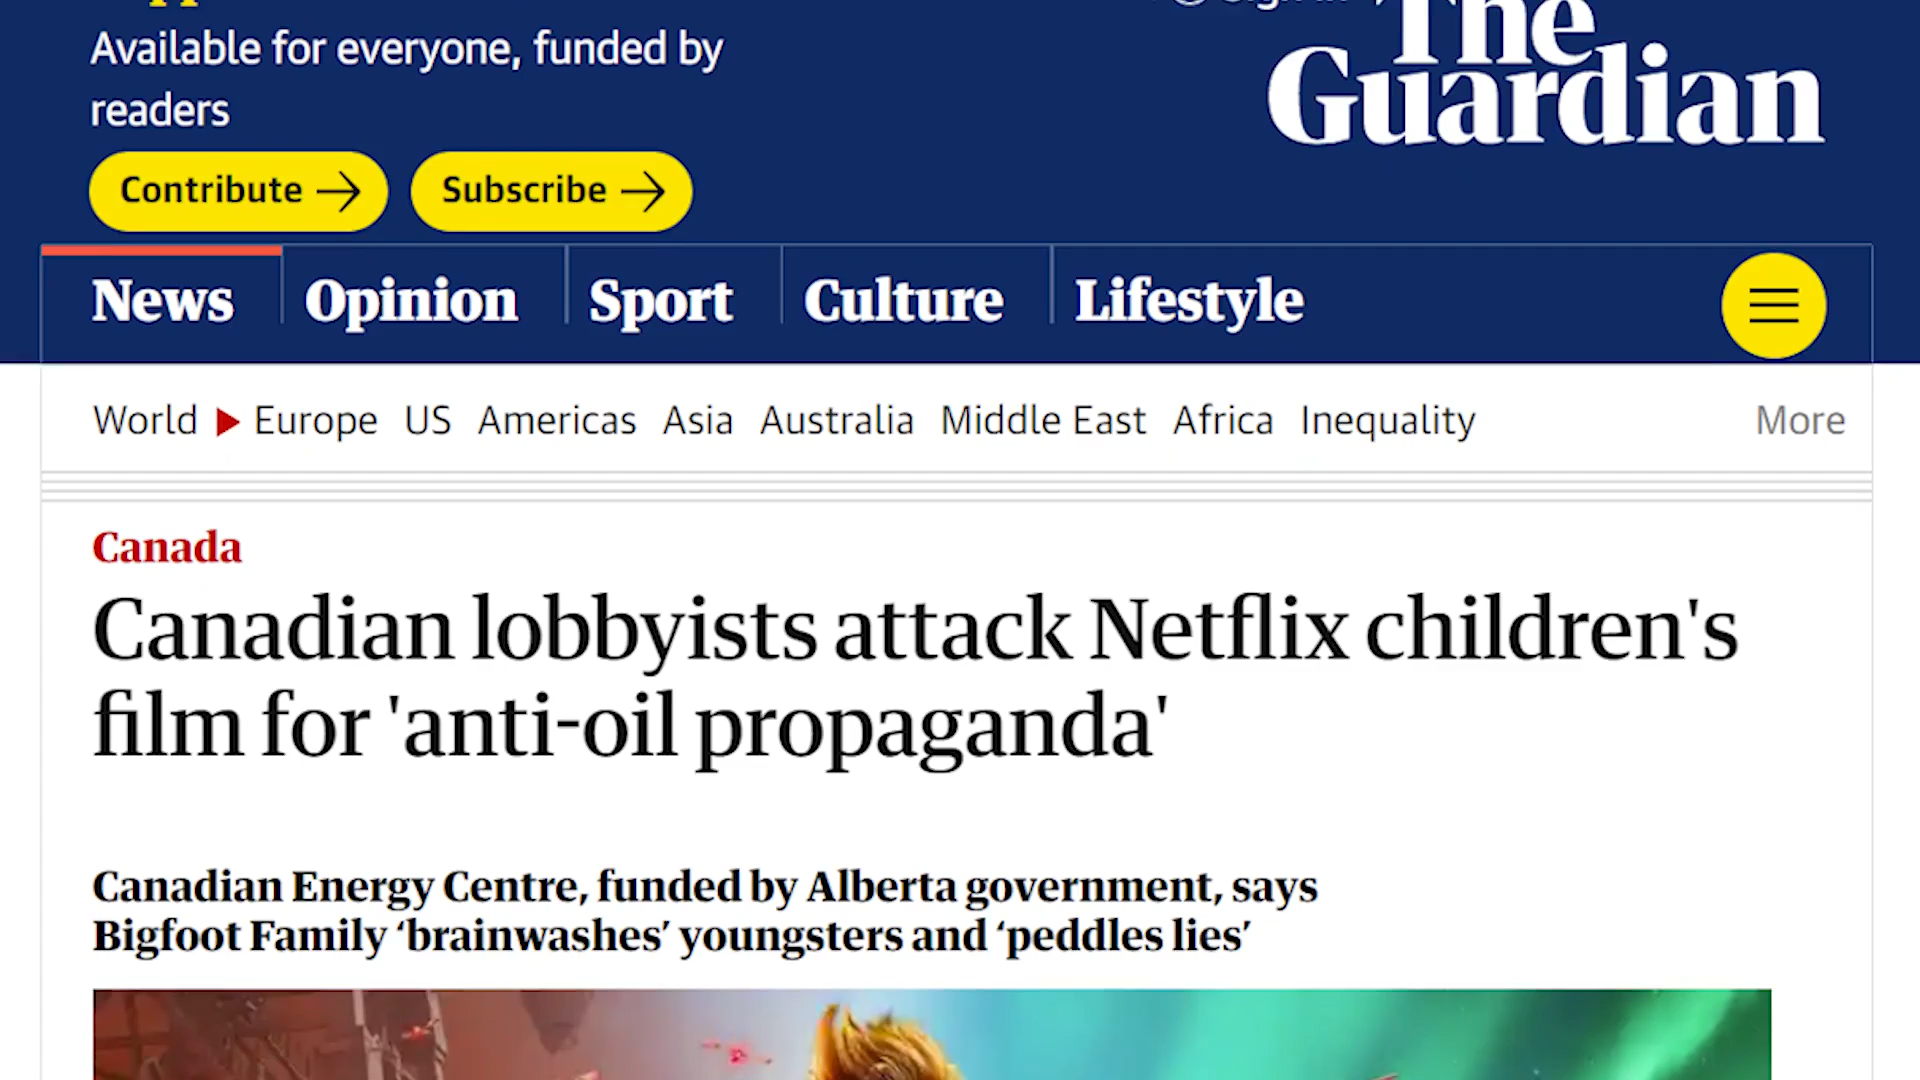 Available for everyone, funded by
readers
The
Guardian
Contribute
Subscribe
News
Opinion
Sport
Culture
Lifestyle
World Europe US Americas Asia Australia Middle East Africa Inequality More
Canada
Canadian lobbyists attack Netflix children's
film for 'anti-oil propaganda'
Canadian Energy Centre, funded by Alberta government, says
Bigfoot Family ‘brainwashes’ youngsters and ‘peddles lies’